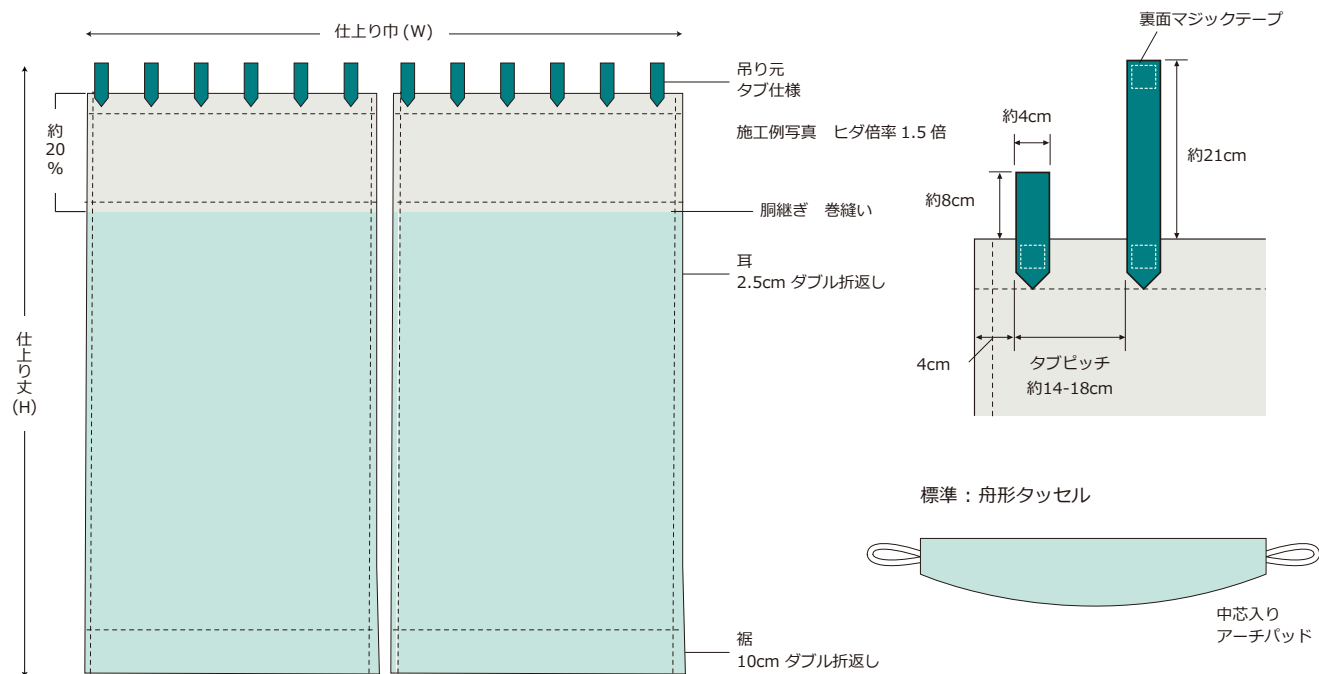 仕上り巾 (W)
吊り元
タブ仕様
施工例写真　ヒダ倍率 1.5 倍
約
20
%
胴継ぎ　巻縫い
耳
2.5cm ダブル折返し
仕上り丈
(H)
裾
10cm ダブル折返し
裏面マジックテープ
約4cm
約21cm
約8cm
4cm
タブピッチ
約14-18cm
標準：舟形タッセル
中芯入り
アーチパッド